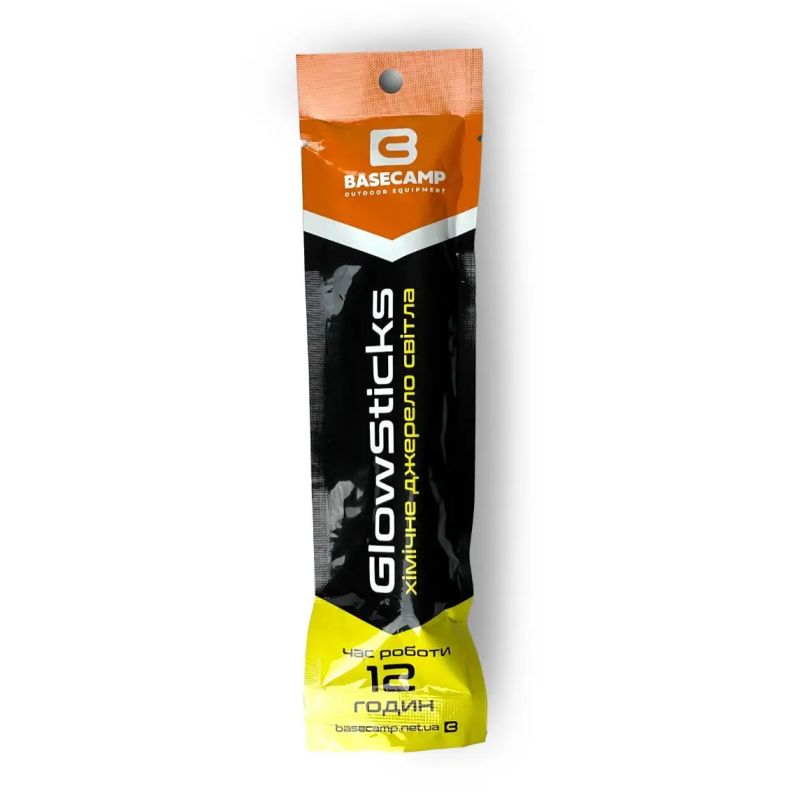 BASECAMP
OUTDOOR EQUIPMENT
GlowSticks
хімічне джерело світла
час роботи
12
годин
basecamp.net.ua